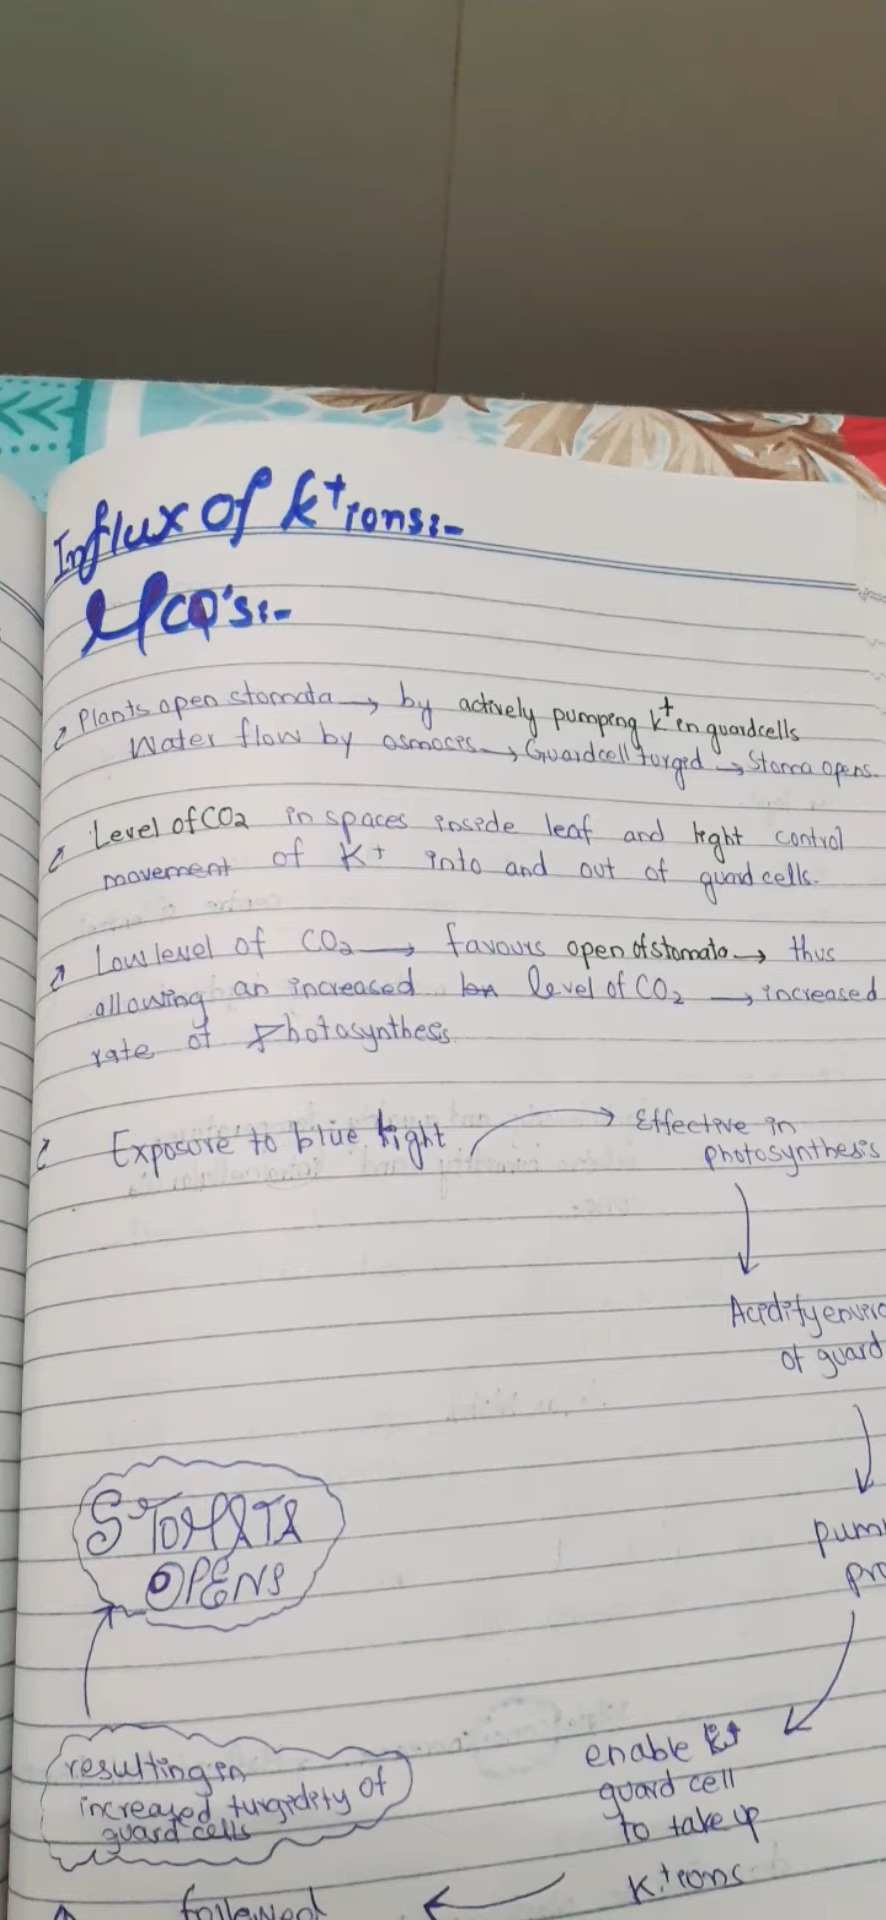 Influx of K+ ions:-
MCQ's:-
Plants open stomata → by actively pumping K+ in guardcells
Water flow by osmoces → Guardcell turged → Stoma opens.
Level of CO2 in spaces inside leaf and light control
movement of K+ into and out of guard cells.
Low level of CO2 → favours open of stomata → thus
allowing an increased level of CO2 → increased
rate of Photosynthesis
Exposure to blue light → Effective in
photosynthesis
Acidify
of guard
STOMATA
OPENS
enable
guard cell
to take up
K+ ions
resulting in
increased turgidity of
guard cells
followed